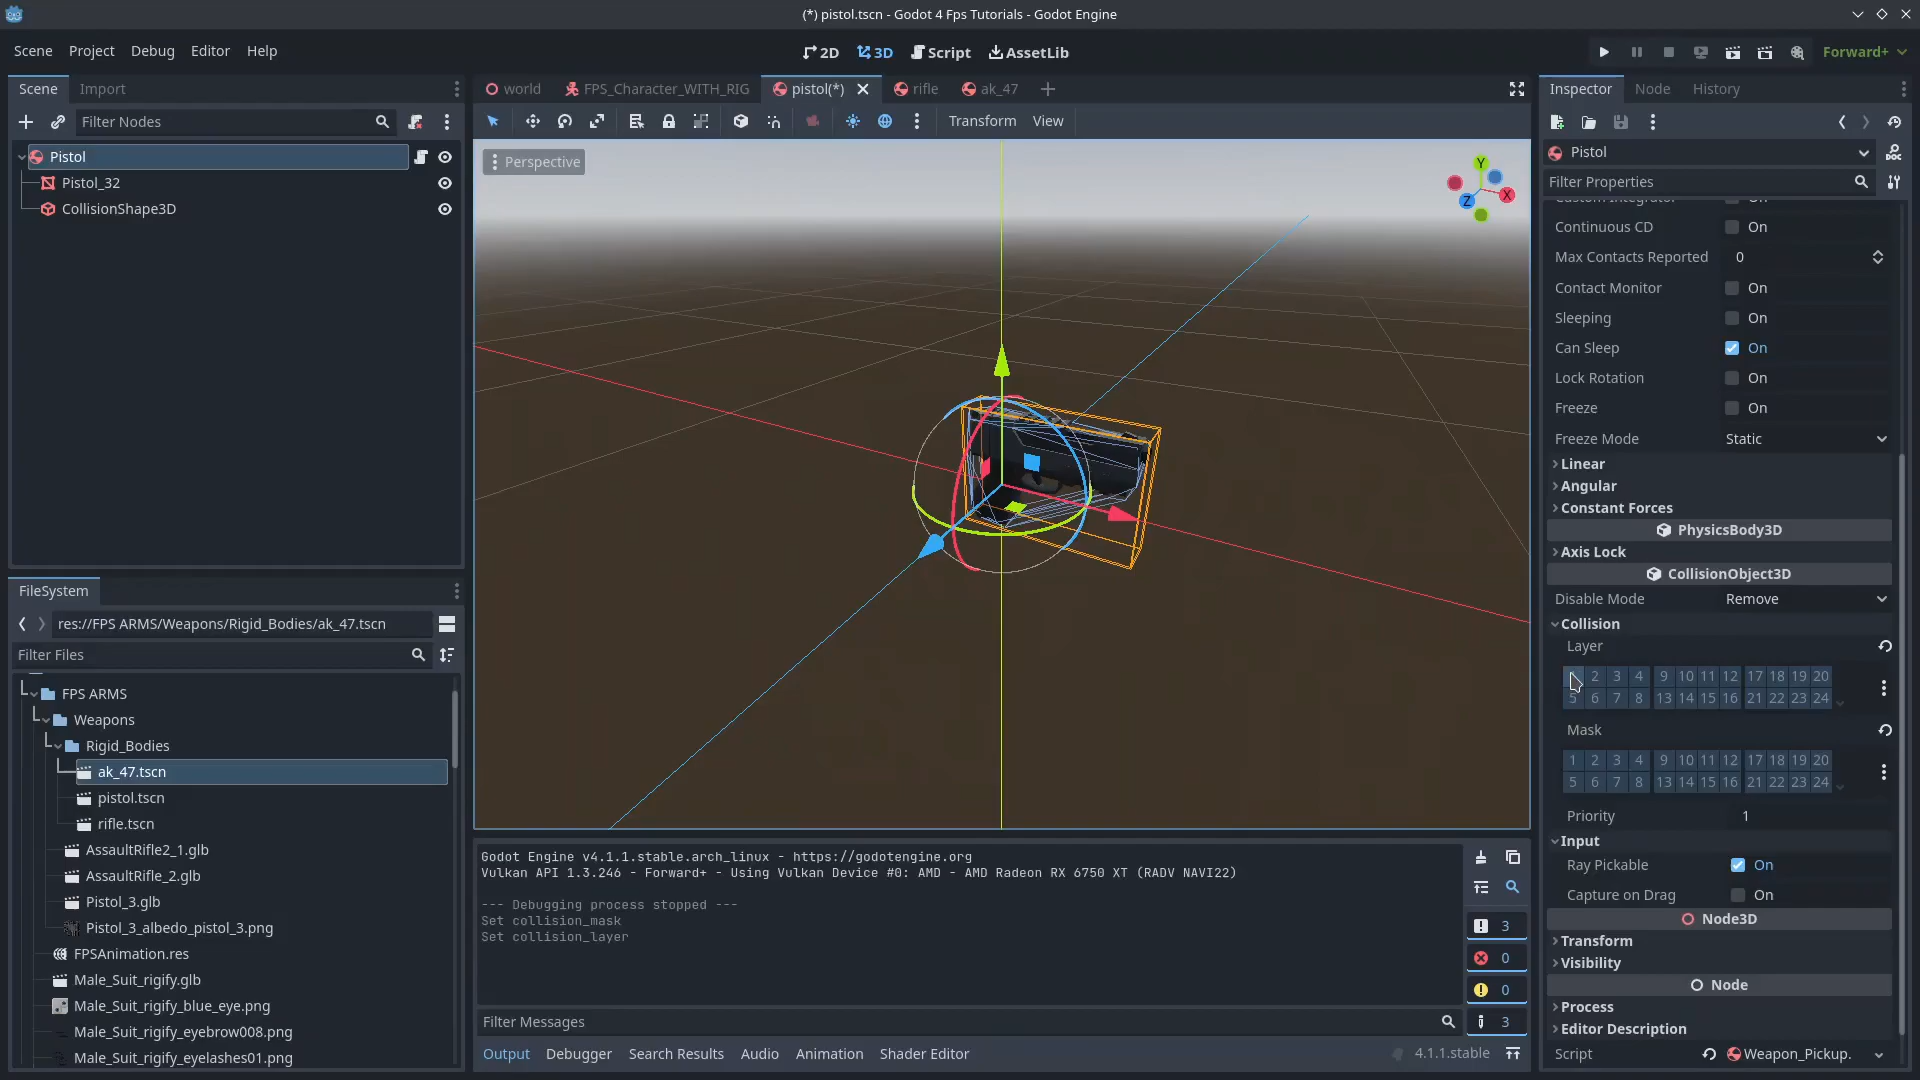 (*) pistol.tscn - Godot 4 Fps Tutorials - Godot Engine
Scene Project Debug Editor Help
2D 3D Script AssetLib
Forward+
Scene Import
Filter Nodes
Pistol
Pistol_32
CollisionShape3D
FileSystem
res://FPS ARMS/Weapons/Rigid_Bodies/ak_47.tscn
Filter Files
FPS ARMS
Weapons
Rigid_Bodies
ak_47.tscn
pistol.tscn
rifle.tscn
AssaultRifle2_1.glb
AssaultRifle_2.glb
Pistol_3.glb
Pistol_3_albedo_pistol_3.png
FPSAnimation.res
Male_Suit_rigify.glb
Male_Suit_rigify_blue_eye.png
Male_Suit_rigify_eyebrow008.png
Male_Suit_rigify_eyelashes01.png
world FPS_Character_WITH_RIG pistol(*) rifle ak_47
Transform View
Perspective
Y
X
Z
Godot Engine v4.1.1.stable.arch_linux - https://godotengine.org
Vulkan API 1.3.246 - Forward+ - Using Vulkan Device #0: AMD - AMD Radeon RX 6750 XT (RADV NAVI22)
--- Debugging process stopped ---
Set collision_mask
Set collision_layer
3
0
0
3
Filter Messages
Output Debugger Search Results Audio Animation Shader Editor
4.1.1.stable
Inspector Node History
Pistol
DOC
Filter Properties
Custom Integrator On
Continuous CD On
Max Contacts Reported 0
Contact Monitor On
Sleeping On
Can Sleep On
Lock Rotation On
Freeze On
Freeze Mode Static
Linear
Angular
Constant Forces
PhysicsBody3D
Axis Lock
CollisionObject3D
Disable Mode Remove
Collision
Layer
2 3 4 9 10 11 12 17 18 19 20
5 6 7 8 13 14 15 16 21 22 23 24
Mask
1 2 3 4 9 10 11 12 17 18 19 20
5 6 7 8 13 14 15 16 21 22 23 24
Priority 1
Input
Ray Pickable On
Capture on Drag On
Node3D
Transform
Visibility
Node
Process
Editor Description
Script Weapon_Pickup.